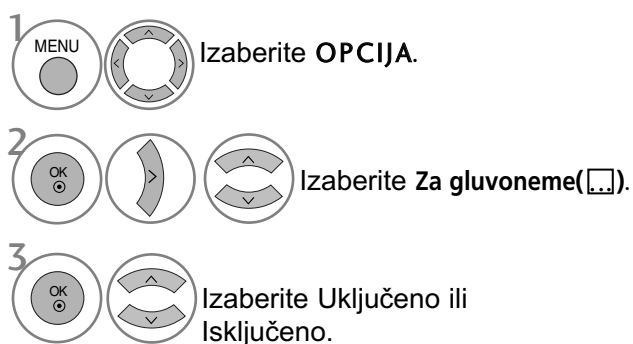 1
MENU
Izaberite OPCIJA.
2
OK
Izaberite Za gluvoneme(...).
3
OK
Izaberite Uključeno ili
Isključeno.